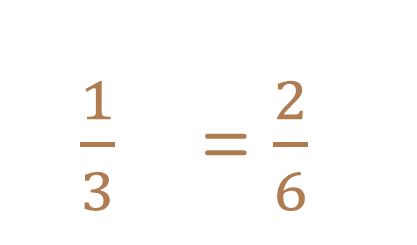 1/3 = 2/6